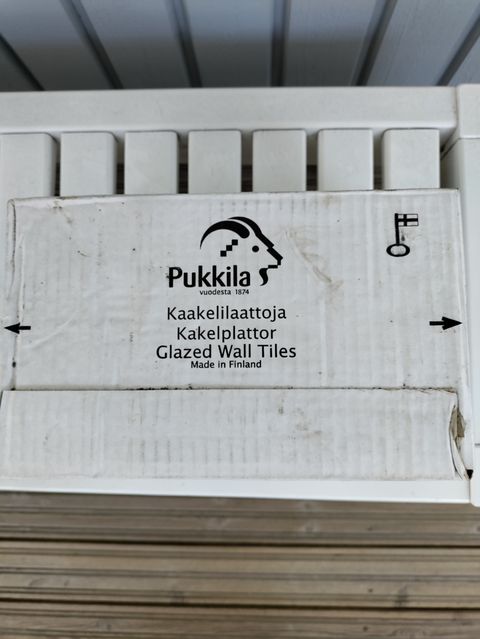 Pukkila
vuodesta 1874
Kaakelilaattoja
Kakelplattor
Glazed Wall Tiles
Made in Finland